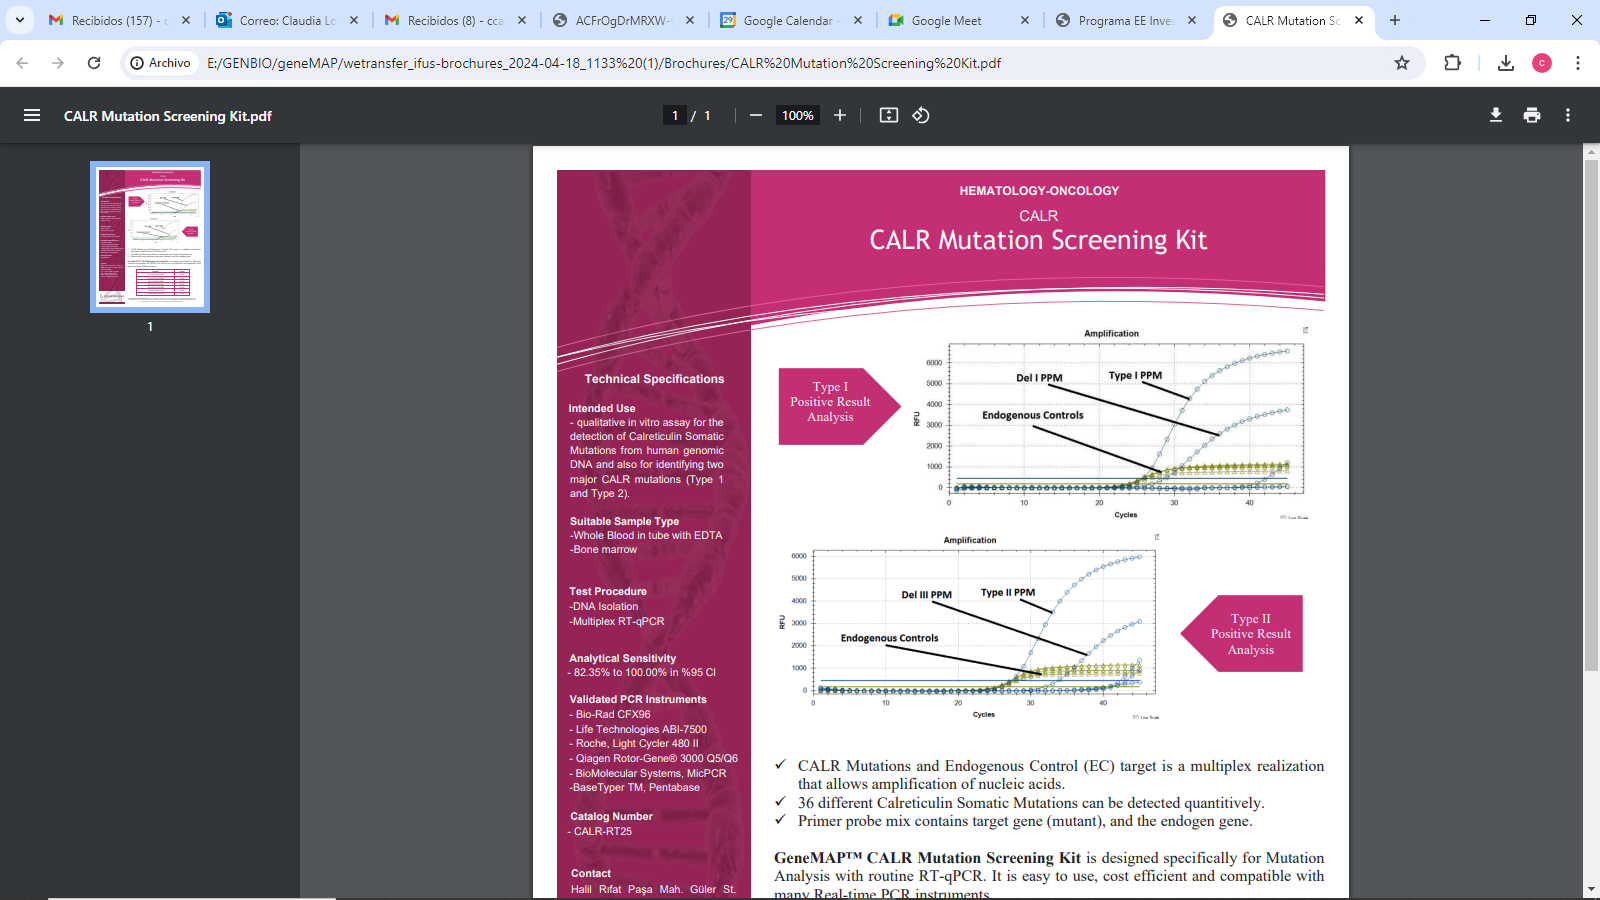 Recibidos (157) - c
Correo: Claudia Lo
Recibidos (8) - cca
ACFrOgDrMRXW-
Google Calendar -
Google Meet
Programa EE Inves
CALR Mutation Sc
Archivo
E:/GENBIO/geneMAP/wetransfer_ifus-brochures_2024-04-18_1133%20(1)/Brochures/CALR%20Mutation%20Screening%20Kit.pdf
CALR Mutation Screening Kit.pdf
1 / 1
100%
1
HEMATOLOGY-ONCOLOGY
CALR
CALR Mutation Screening Kit
Technical Specifications
Intended Use
- qualitative in vitro assay for the
detection of Calreticulin Somatic
Mutations from human genomic
DNA and also for identifying two
major CALR mutations (Type 1
and Type 2).
Suitable Sample Type
-Whole Blood in tube with EDTA
-Bone marrow
Test Procedure
-DNA Isolation
-Multiplex RT-qPCR
Analytical Sensitivity
- 82.35% to 100.00% in %95 CI
Validated PCR Instruments
- Bio-Rad CFX96
- Life Technologies ABI-7500
- Roche, Light Cycler 480 II
- Qiagen Rotor-Gene® 3000 Q5/Q6
- BioMolecular Systems, MicPCR
-BaseTyper TM, Pentabase
Catalog Number
- CALR-RT25
Contact
Halil Rıfat Paşa Mah. Güler St.
Type I
Positive Result
Analysis
Amplification
RFU
6000
5000
4000
3000
2000
1000
0
Del I PPM
Type I PPM
Endogenous Controls
0 10 20 30 40
Cycles
Log Scale
Amplification
RFU
6000
5000
4000
3000
2000
1000
0
Del III PPM
Type II PPM
Endogenous Controls
0 10 20 30 40
Cycles
Log Scale
Type II
Positive Result
Analysis
✓ CALR Mutations and Endogenous Control (EC) target is a multiplex realization
that allows amplification of nucleic acids.
✓ 36 different Calreticulin Somatic Mutations can be detected quantitively.
✓ Primer probe mix contains target gene (mutant), and the endogen gene.
GeneMAP™ CALR Mutation Screening Kit is designed specifically for Mutation
Analysis with routine RT-qPCR. It is easy to use, cost efficient and compatible with
many Real-time PCR instruments.